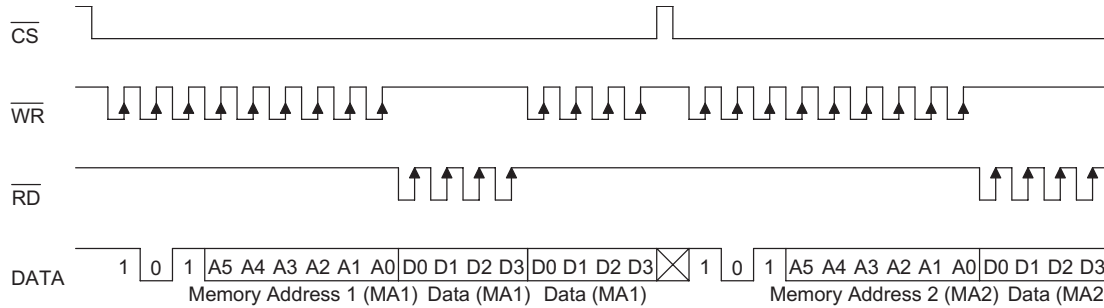 CS
WR
RD
DATA 1 0 1 A5 A4 A3 A2 A1 A0 D0 D1 D2 D3 D0 D1 D2 D3 1 0 1 A5 A4 A3 A2 A1 A0 D0 D1 D2 D3
Memory Address 1 (MA1) Data (MA1) Data (MA1) Memory Address 2 (MA2) Data (MA2